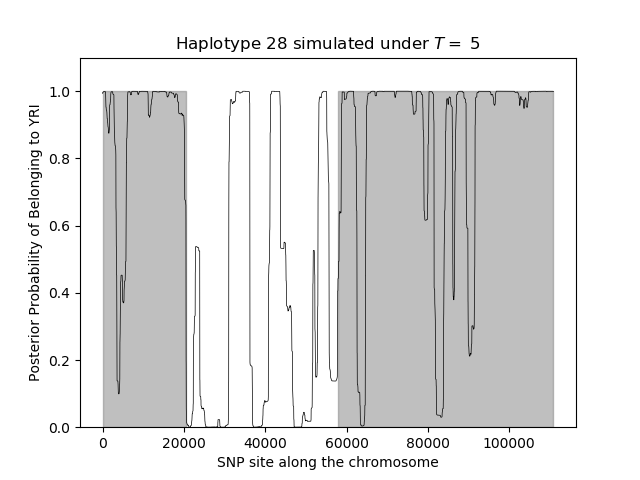 Haplotype 28 simulated under T = 5
Posterior Probability of Belonging to YRI
1.0
0.8
0.6
0.4
0.2
0.0
0 20000 40000 60000 80000 100000
SNP site along the chromosome